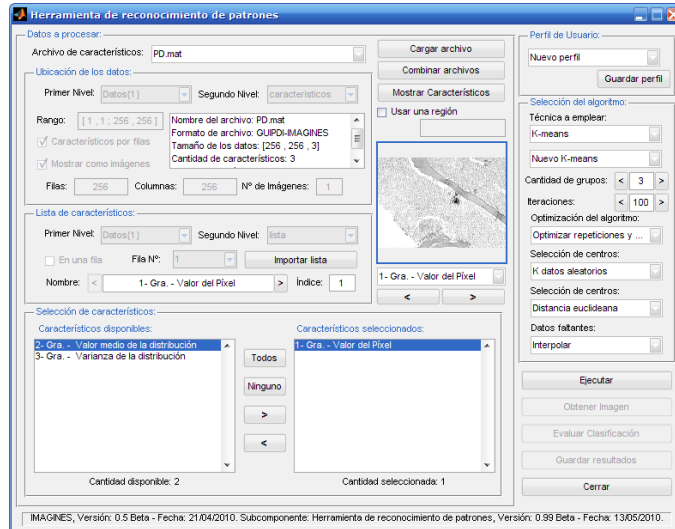 Herramienta de reconocimiento de patrones
Datos a procesar:
Archivo de característicos: PD.mat
Ubicación de los datos:
Primer Nivel: Datos{1} Segundo Nivel: caracteristicos
Rango: [ 1 , 1 ; 256 , 256 ]
Característicos por filas
Mostrar como imágenes
Nombre del archivo: PD.mat
Formato de archivo: GUIPDI-IMAGINES
Tamaño de los datos: [256 , 256 , 3]
Cantidad de característicos: 3
Filas: 256 Columnas: 256 Nº de Imágenes: 1
Lista de característicos:
Primer Nivel: Datos{1} Segundo Nivel: lista
En una fila Fila Nº: 1 Importar lista
Nombre: < 1- Gra. - Valor del Píxel > Índice: 1
Cargar archivo
Combinar archivos
Mostrar Característicos
Usar una región
1- Gra. - Valor del Píxel
< >
Selección de característicos:
Característicos disponibles:
2- Gra. - Valor medio de la distribución
3- Gra. - Varianza de la distribución
Cantidad disponible: 2
Todos
Ninguno
>
<
Característicos seleccionados:
1- Gra. - Valor del Píxel
Cantidad seleccionada: 1
Perfil de Usuario:
Nuevo perfil
Guardar perfil
Selección del algoritmo:
Técnica a emplear:
K-means
Nuevo K-means
Cantidad de grupos: < 3 >
Iteraciones: < 100 >
Optimización del algoritmo:
Optimizar repeticiones y ...
Selección de centros:
K datos aleatorios
Selección de centros:
Distancia euclideana
Datos faltantes:
Interpolar
Ejecutar
Obtener Imagen
Evaluar Clasificación
Guardar resultados
Cerrar
IMAGINES, Versión: 0.5 Beta - Fecha: 21/04/2010. Subcomponente: Herramienta de reconocimiento de patrones, Versión: 0.99 Beta - Fecha: 13/05/2010.